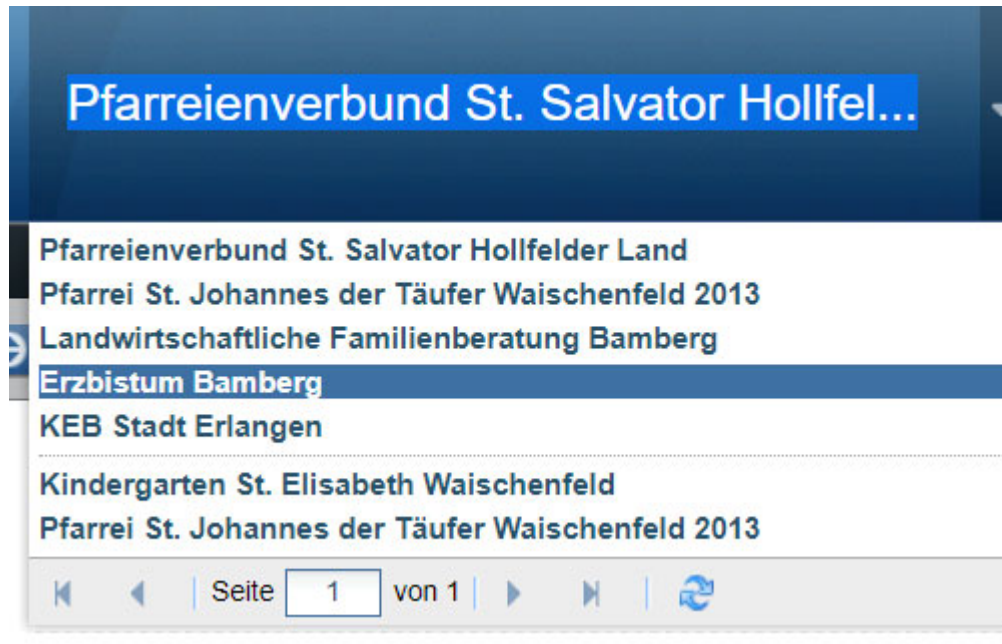 Pfarreienverbund St. Salvator Hollfel...
Pfarreienverbund St. Salvator Hollfelder Land
Pfarrei St. Johannes der Täufer Waischenfeld 2013
Landwirtschaftliche Familienberatung Bamberg
Erzbistum Bamberg
KEB Stadt Erlangen
Kindergarten St. Elisabeth Waischenfeld
Pfarrei St. Johannes der Täufer Waischenfeld 2013
Seite 1 von 1